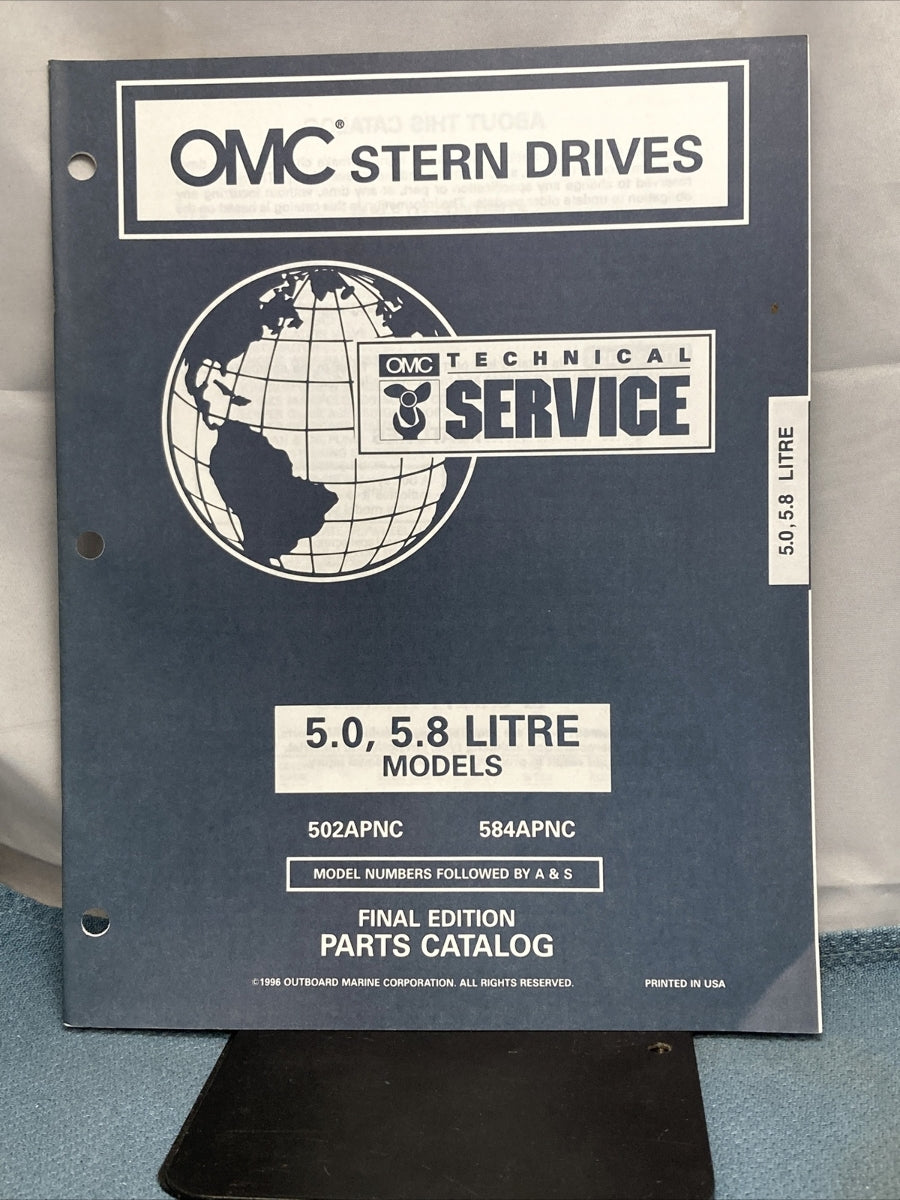 OMC® STERN DRIVES
OMC TECHNICAL
SERVICE
5.0, 5.8 LITRE
5.0, 5.8 LITRE
MODELS
502APNC 584APNC
MODEL NUMBERS FOLLOWED BY A & S
FINAL EDITION
PARTS CATALOG
©1996 OUTBOARD MARINE CORPORATION. ALL RIGHTS RESERVED. PRINTED IN USA